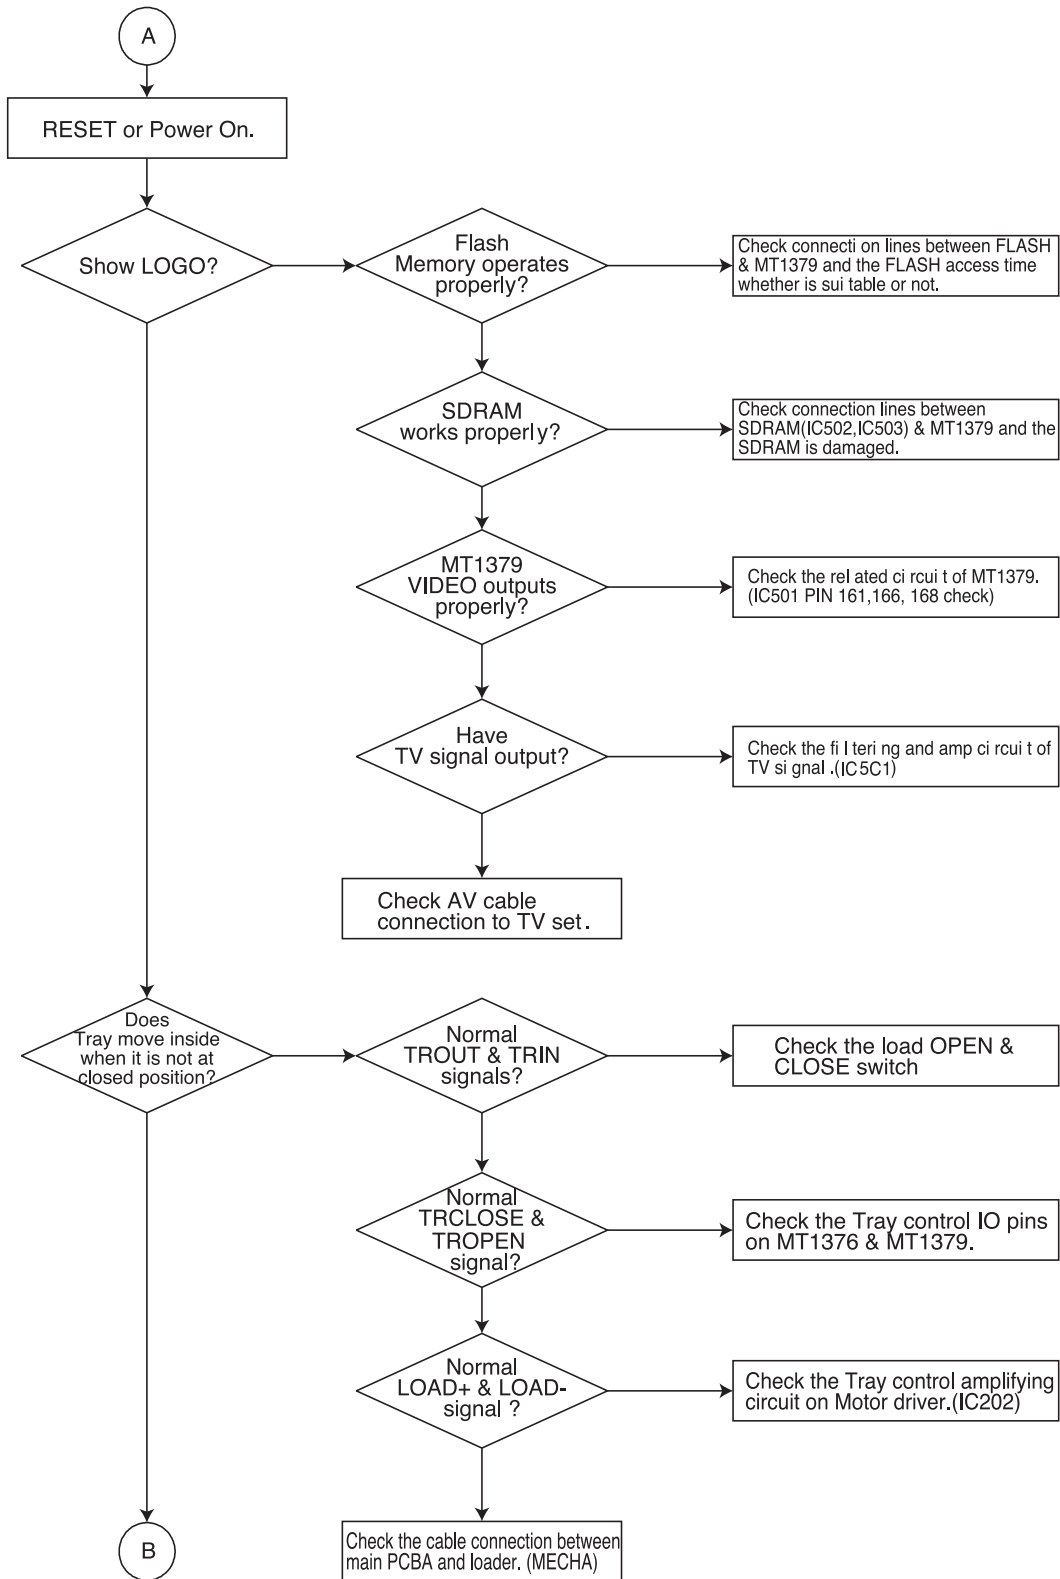 A
RESET or Power On.
Show LOGO?
Flash
Memory operates
properly?
Check connecti on lines between FLASH
& MT1379 and the FLASH access time
whether is sui table or not.
SDRAM
works properly?
Check connection lines between
SDRAM(IC502,IC503) & MT1379 and the
SDRAM is damaged.
MT1379
VIDEO outputs
properly?
Check the rel ated ci rcui t of MT1379.
(IC501 PIN 161,166, 168 check)
Have
TV signal output?
Check the fi l teri ng and amp ci rcui t of
TV si gnal .(IC5C1)
Check AV cable
connection to TV set.
Does
Tray move inside
when it is not at
closed position?
Normal
TROUT & TRIN
signals?
Check the load OPEN &
CLOSE switch
Normal
TRCLOSE &
TROPEN
signal?
Check the Tray control IO pins
on MT1376 & MT1379.
Normal
LOAD+ & LOAD-
signal ?
Check the Tray control amplifying
circuit on Motor driver.(IC202)
B
Check the cable connection between
main PCBA and loader. (MECHA)